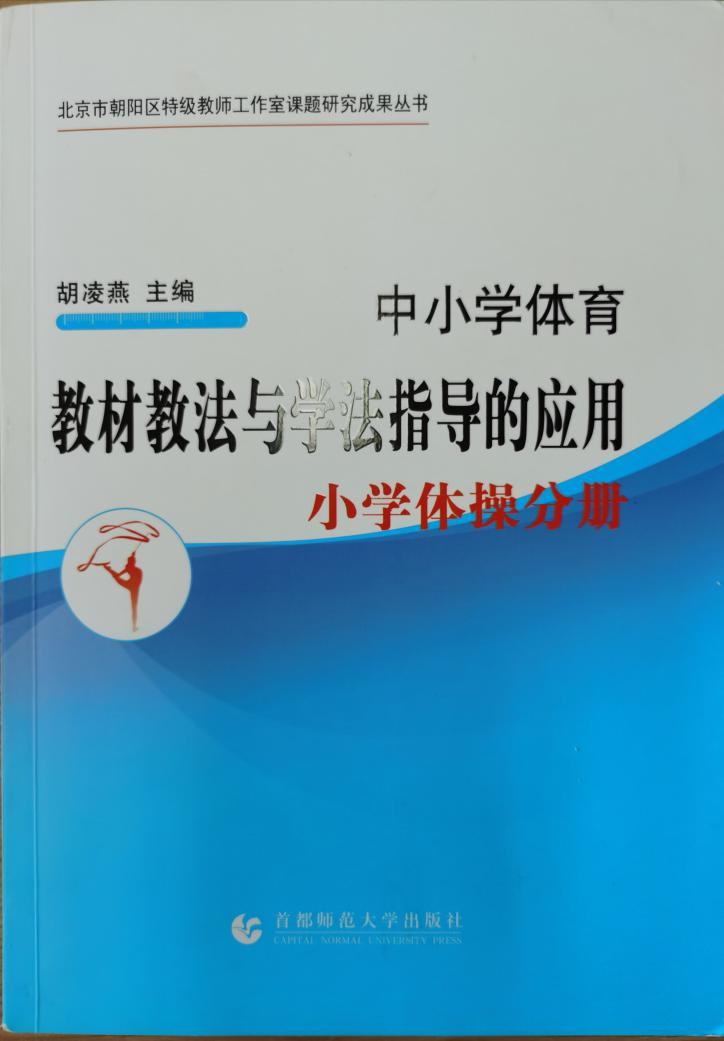 北京市朝阳区特级教师工作室课题研究成果丛书
胡凌燕 主编
中小学体育
教材教法与学法指导的应用
小学体操分册
首都师范大学出版社
CAPITAL NORMAL UNIVERSITY PRESS